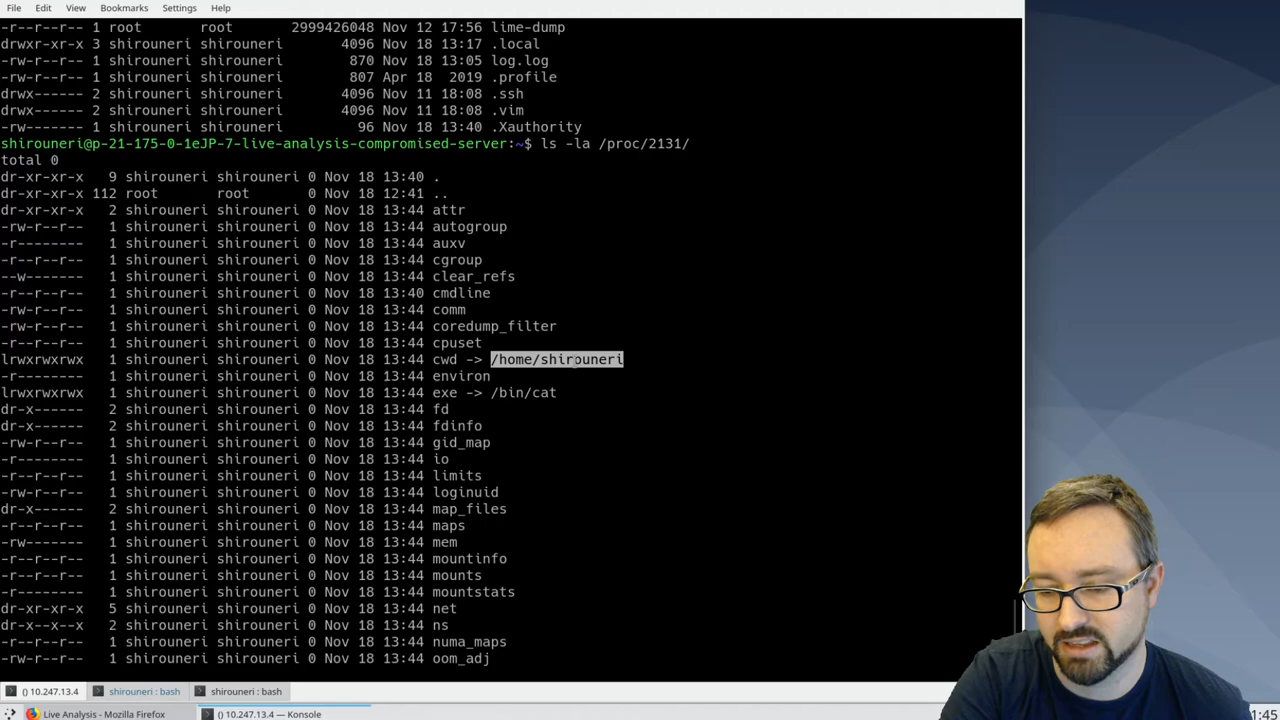 File Edit View Bookmarks Settings Help
-r--r--r-- 1 root       root       2999426048 Nov 12 17:56 lime-dump
drwxr-xr-x 3 shirouneri shirouneri       4096 Nov 18 13:17 .local
-rw-r--r-- 1 shirouneri shirouneri        870 Nov 18 13:05 log.log
-rw-r--r-- 1 shirouneri shirouneri        807 Apr 18  2019 .profile
drwx------ 2 shirouneri shirouneri       4096 Nov 11 18:08 .ssh
drwx------ 2 shirouneri shirouneri       4096 Nov 11 18:08 .vim
-rw------- 1 shirouneri shirouneri         96 Nov 18 13:40 .Xauthority
shirouneri@p-21-175-0-1eJP-7-live-analysis-compromised-server:~$ ls -la /proc/2131/
total 0
dr-xr-xr-x   9 shirouneri shirouneri 0 Nov 18 13:40 .
dr-xr-xr-x 112 root       root       0 Nov 18 12:41 ..
dr-xr-xr-x   2 shirouneri shirouneri 0 Nov 18 13:44 attr
-rw-r--r--   1 shirouneri shirouneri 0 Nov 18 13:44 autogroup
-r--------   1 shirouneri shirouneri 0 Nov 18 13:44 auxv
-r--r--r--   1 shirouneri shirouneri 0 Nov 18 13:44 cgroup
--w-------   1 shirouneri shirouneri 0 Nov 18 13:44 clear_refs
-r--r--r--   1 shirouneri shirouneri 0 Nov 18 13:40 cmdline
-rw-r--r--   1 shirouneri shirouneri 0 Nov 18 13:44 comm
-rw-r--r--   1 shirouneri shirouneri 0 Nov 18 13:44 coredump_filter
-r--r--r--   1 shirouneri shirouneri 0 Nov 18 13:44 cpuset
lrwxrwxrwx   1 shirouneri shirouneri 0 Nov 18 13:44 cwd -> /home/shirouneri
-r--------   1 shirouneri shirouneri 0 Nov 18 13:44 environ
lrwxrwxrwx   1 shirouneri shirouneri 0 Nov 18 13:44 exe -> /bin/cat
dr-x------   2 shirouneri shirouneri 0 Nov 18 13:44 fd
dr-x------   2 shirouneri shirouneri 0 Nov 18 13:44 fdinfo
-rw-r--r--   1 shirouneri shirouneri 0 Nov 18 13:44 gid_map
-r--------   1 shirouneri shirouneri 0 Nov 18 13:44 io
-r--r--r--   1 shirouneri shirouneri 0 Nov 18 13:44 limits
-rw-r--r--   1 shirouneri shirouneri 0 Nov 18 13:44 loginuid
dr-x------   2 shirouneri shirouneri 0 Nov 18 13:44 map_files
-r--r--r--   1 shirouneri shirouneri 0 Nov 18 13:44 maps
-rw-------   1 shirouneri shirouneri 0 Nov 18 13:44 mem
-r--r--r--   1 shirouneri shirouneri 0 Nov 18 13:44 mountinfo
-r--r--r--   1 shirouneri shirouneri 0 Nov 18 13:44 mounts
-r--------   1 shirouneri shirouneri 0 Nov 18 13:44 mountstats
dr-xr-xr-x   5 shirouneri shirouneri 0 Nov 18 13:44 net
dr-x--x--x   2 shirouneri shirouneri 0 Nov 18 13:44 ns
-r--r--r--   1 shirouneri shirouneri 0 Nov 18 13:44 numa_maps
-rw-r--r--   1 shirouneri shirouneri 0 Nov 18 13:44 oom_adj
() 10.247.13.4 shirouneri : bash shirouneri : bash
Live Analysis - Mozilla Firefox () 10.247.13.4 — Konsole 1:45